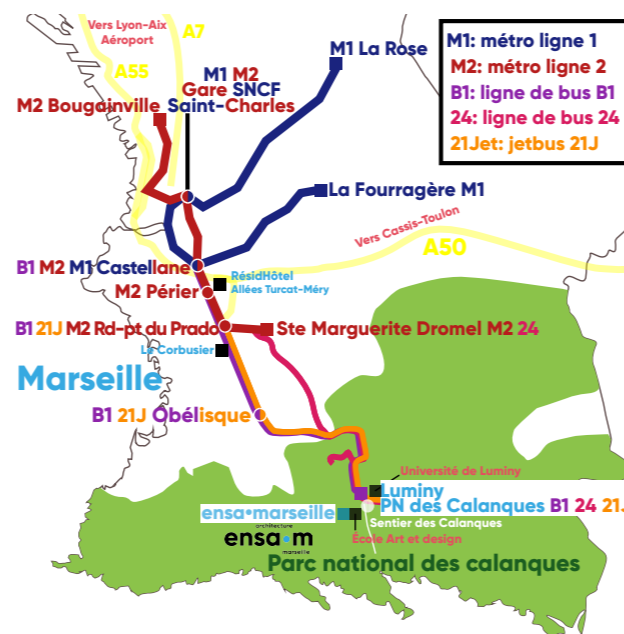 Vers Lyon-Aix
Aéroport
A7
A55
M1 La Rose
M1 M2
Gare SNCF
M2 Bougainville Saint-Charles
M1: métro ligne 1
M2: métro ligne 2
B1: ligne de bus B1
24: ligne de bus 24
21Jet: jetbus 21J
La Fourragère M1
Vers Cassis-Toulon
A50
B1 M2 M1 Castellane
RésidHôtel
Allées Turcat-Méry
M2 Périer
B1 21J M2 Rd-pt du Prado
Ste Marguerite Dromel M2 24
Le Corbusier
Marseille
B1 21J Obélisque
Université de Luminy
Luminy
PN des Calanques B1 24 21J
ensa•marseille
Sentier des Calanques
architecture
ensa•m
marseille
École Art et design
Parc national des calanques